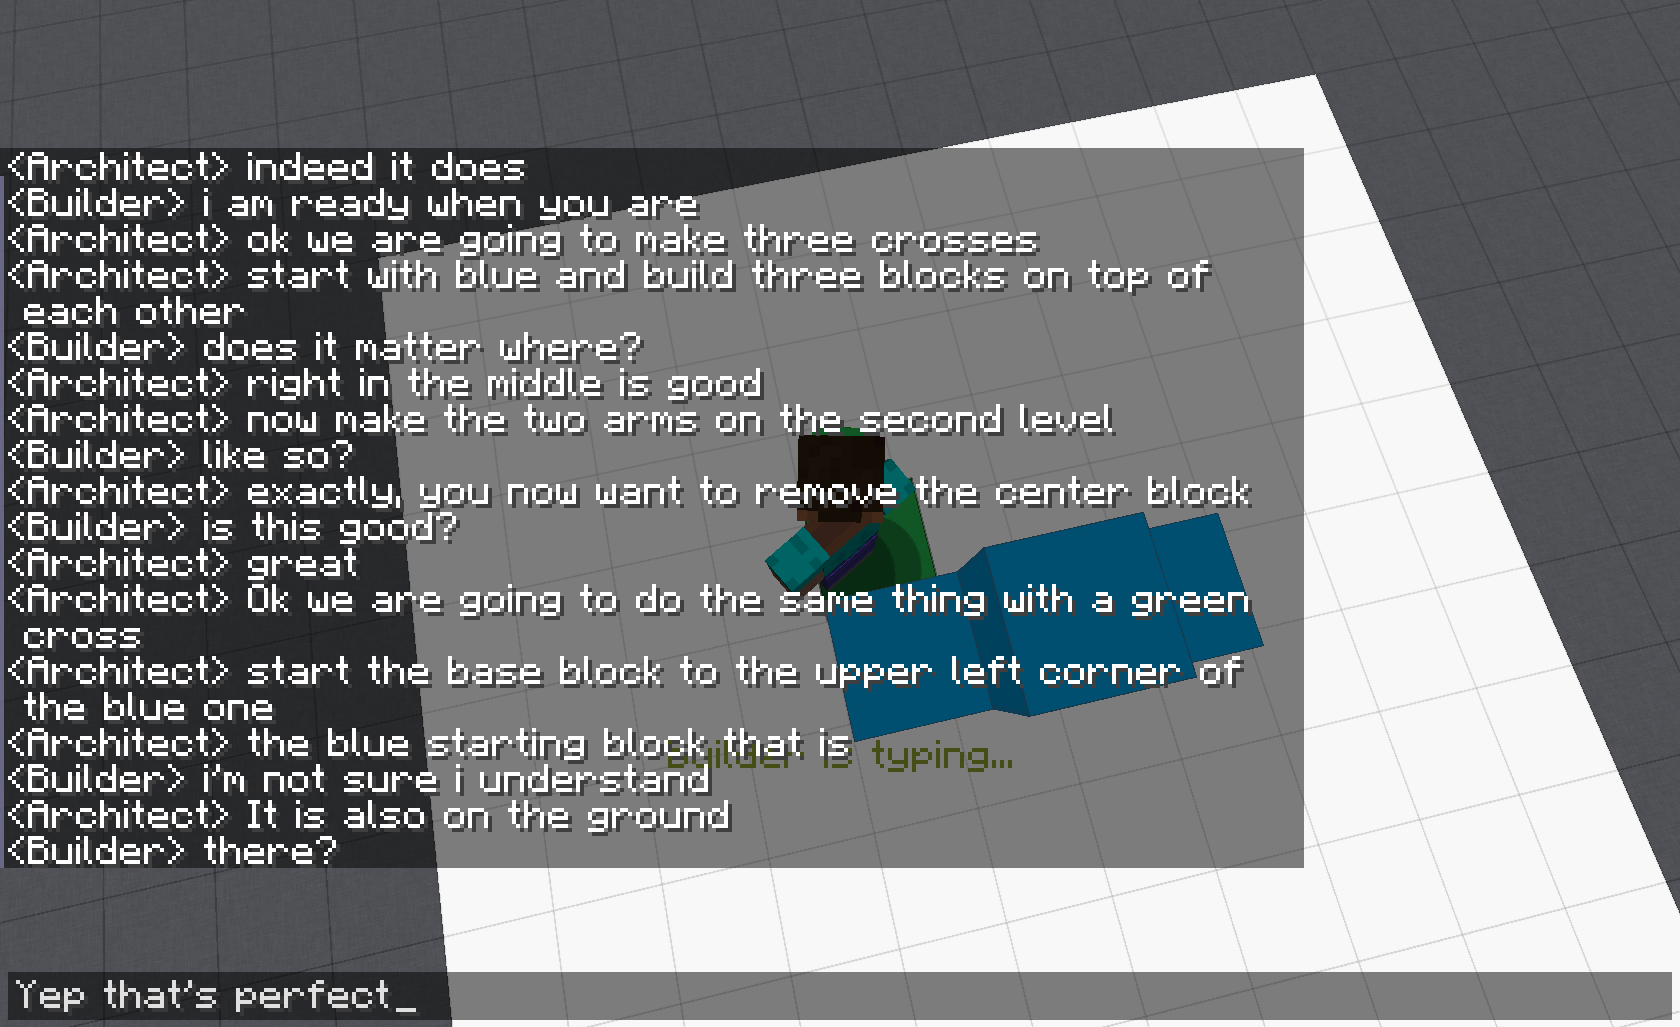 <Architect> indeed it does
<Builder> i am ready when you are
<Architect> ok we are going to make three crosses
<Architect> start with blue and build three blocks on top of
each other
<Builder> does it matter where?
<Architect> right in the middle is good
<Architect> now make the two arms on the second level
<Builder> like so?
<Architect> exactly, you now want to remove the center block
<Builder> is this good?
<Architect> great
<Architect> Ok we are going to do the same thing with a green
cross
<Architect> start the base block to the upper left corner of
the blue one
<Architect> the blue starting block that is
Builder is typing...
<Builder> i'm not sure i understand
<Architect> It is also on the ground
<Builder> there?
Yep that's perfect_